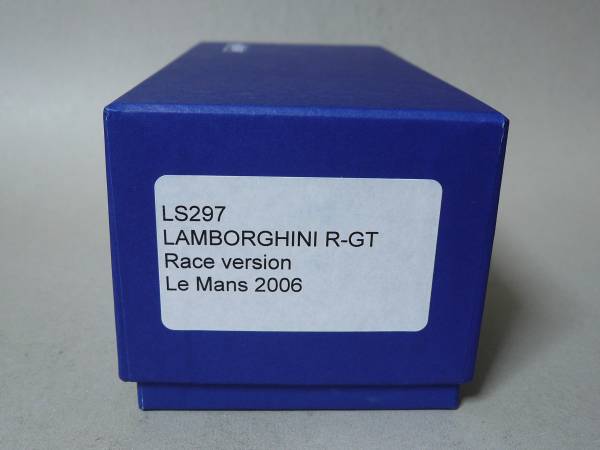 LS297
LAMBORGHINI R-GT
Race version
Le Mans 2006